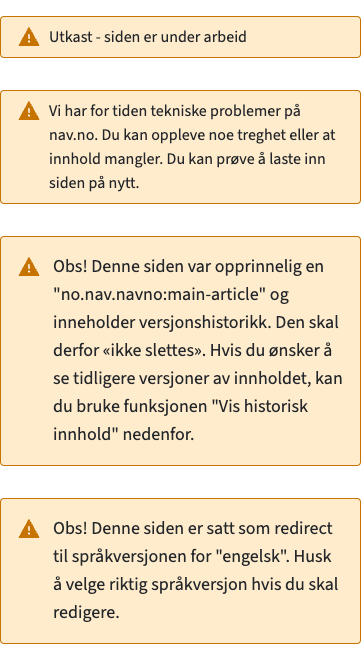 Utkast - siden er under arbeid
Vi har for tiden tekniske problemer på
nav.no. Du kan oppleve noe treghet eller at
innhold mangler. Du kan prøve å laste inn
siden på nytt.
Obs! Denne siden var opprinnelig en
"no.nav.navno:main-article" og
inneholder versjonshistorikk. Den skal
derfor «ikke slettes». Hvis du ønsker å
se tidligere versjoner av innholdet, kan
du bruke funksjonen "Vis historisk
innhold" nedenfor.
Obs! Denne siden er satt som redirect
til språkversjonen for "engelsk". Husk
å velge riktig språkversjon hvis du skal
redigere.